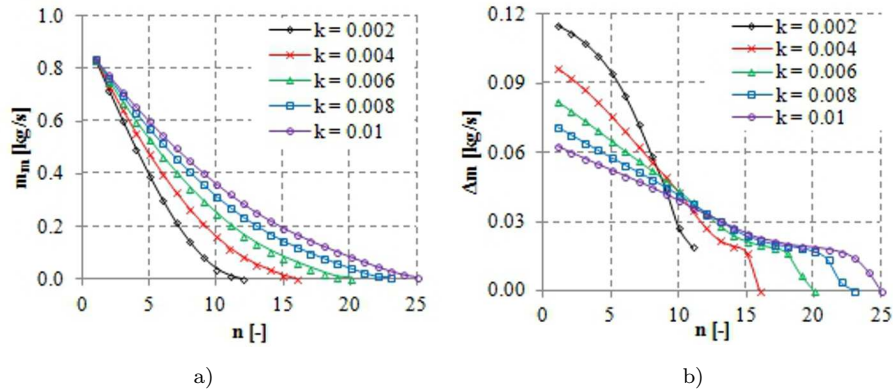 1.0
0.8
0.6
0.4
0.2
0.0
m_m [kg/s]
0 5 10 15 20 25
n [-]
k = 0.002
k = 0.004
k = 0.006
k = 0.008
k = 0.01
a)
0.12
0.09
0.06
0.03
0.00
Δm [kg/s]
0 5 10 15 20 25
n [-]
k = 0.002
k = 0.004
k = 0.006
k = 0.008
k = 0.01
b)